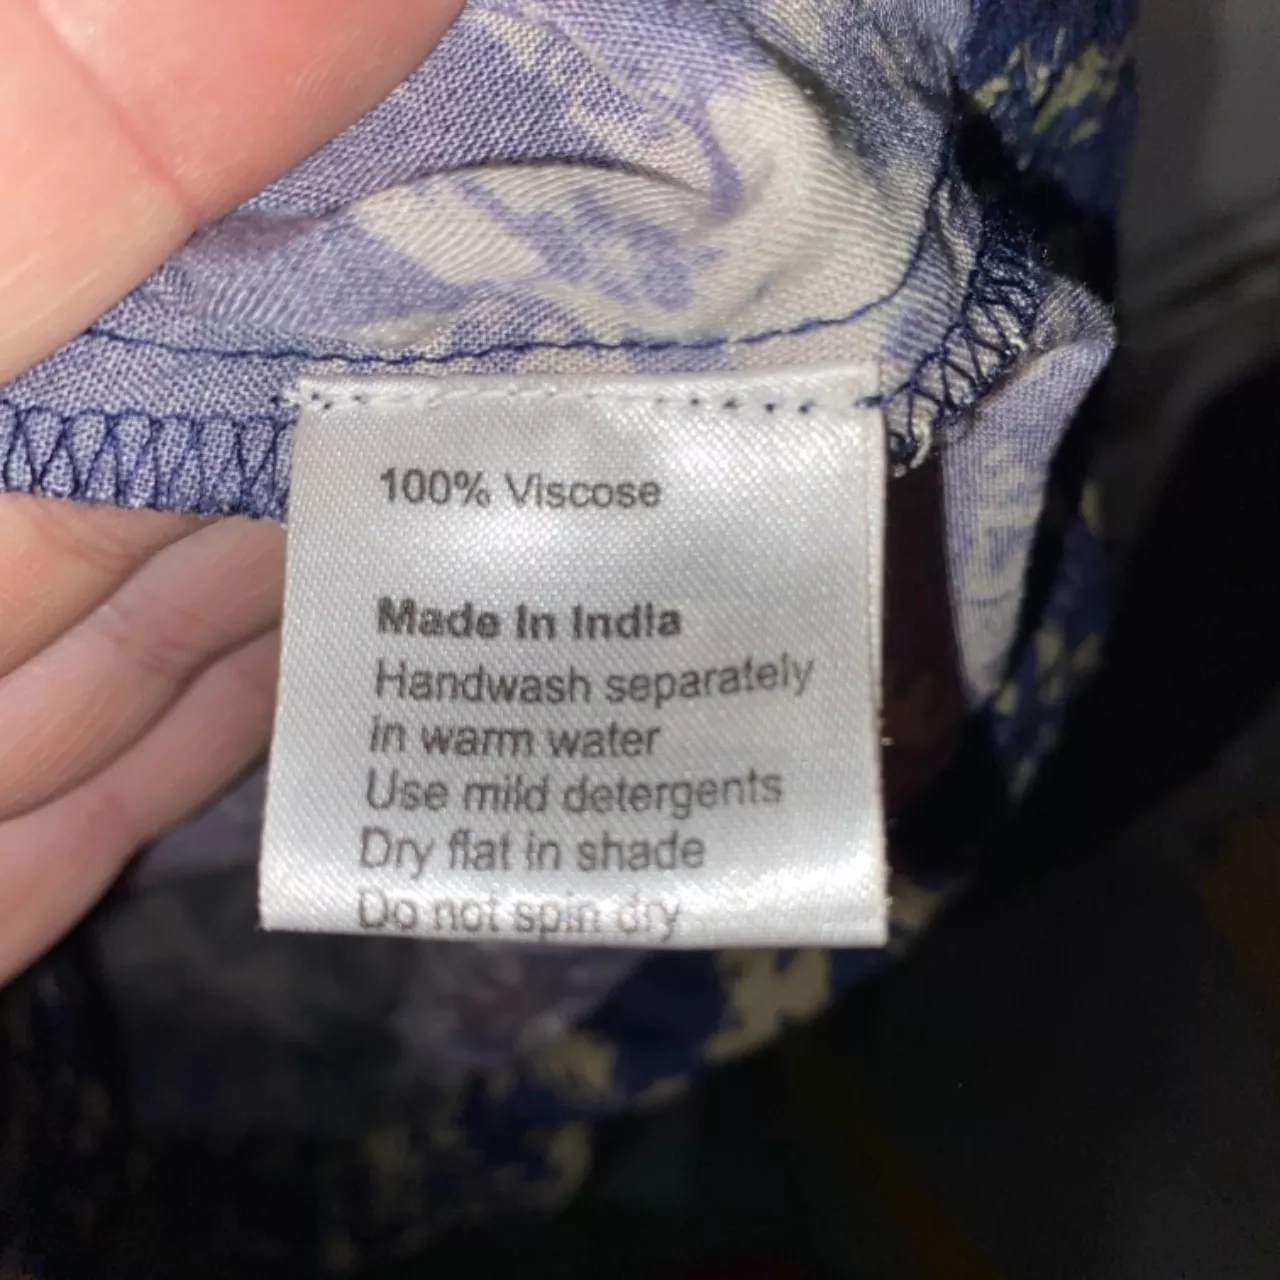 100% Viscose
Made In India
Handwash separately
in warm water
Use mild detergents
Dry flat in shade
Do not spin dry